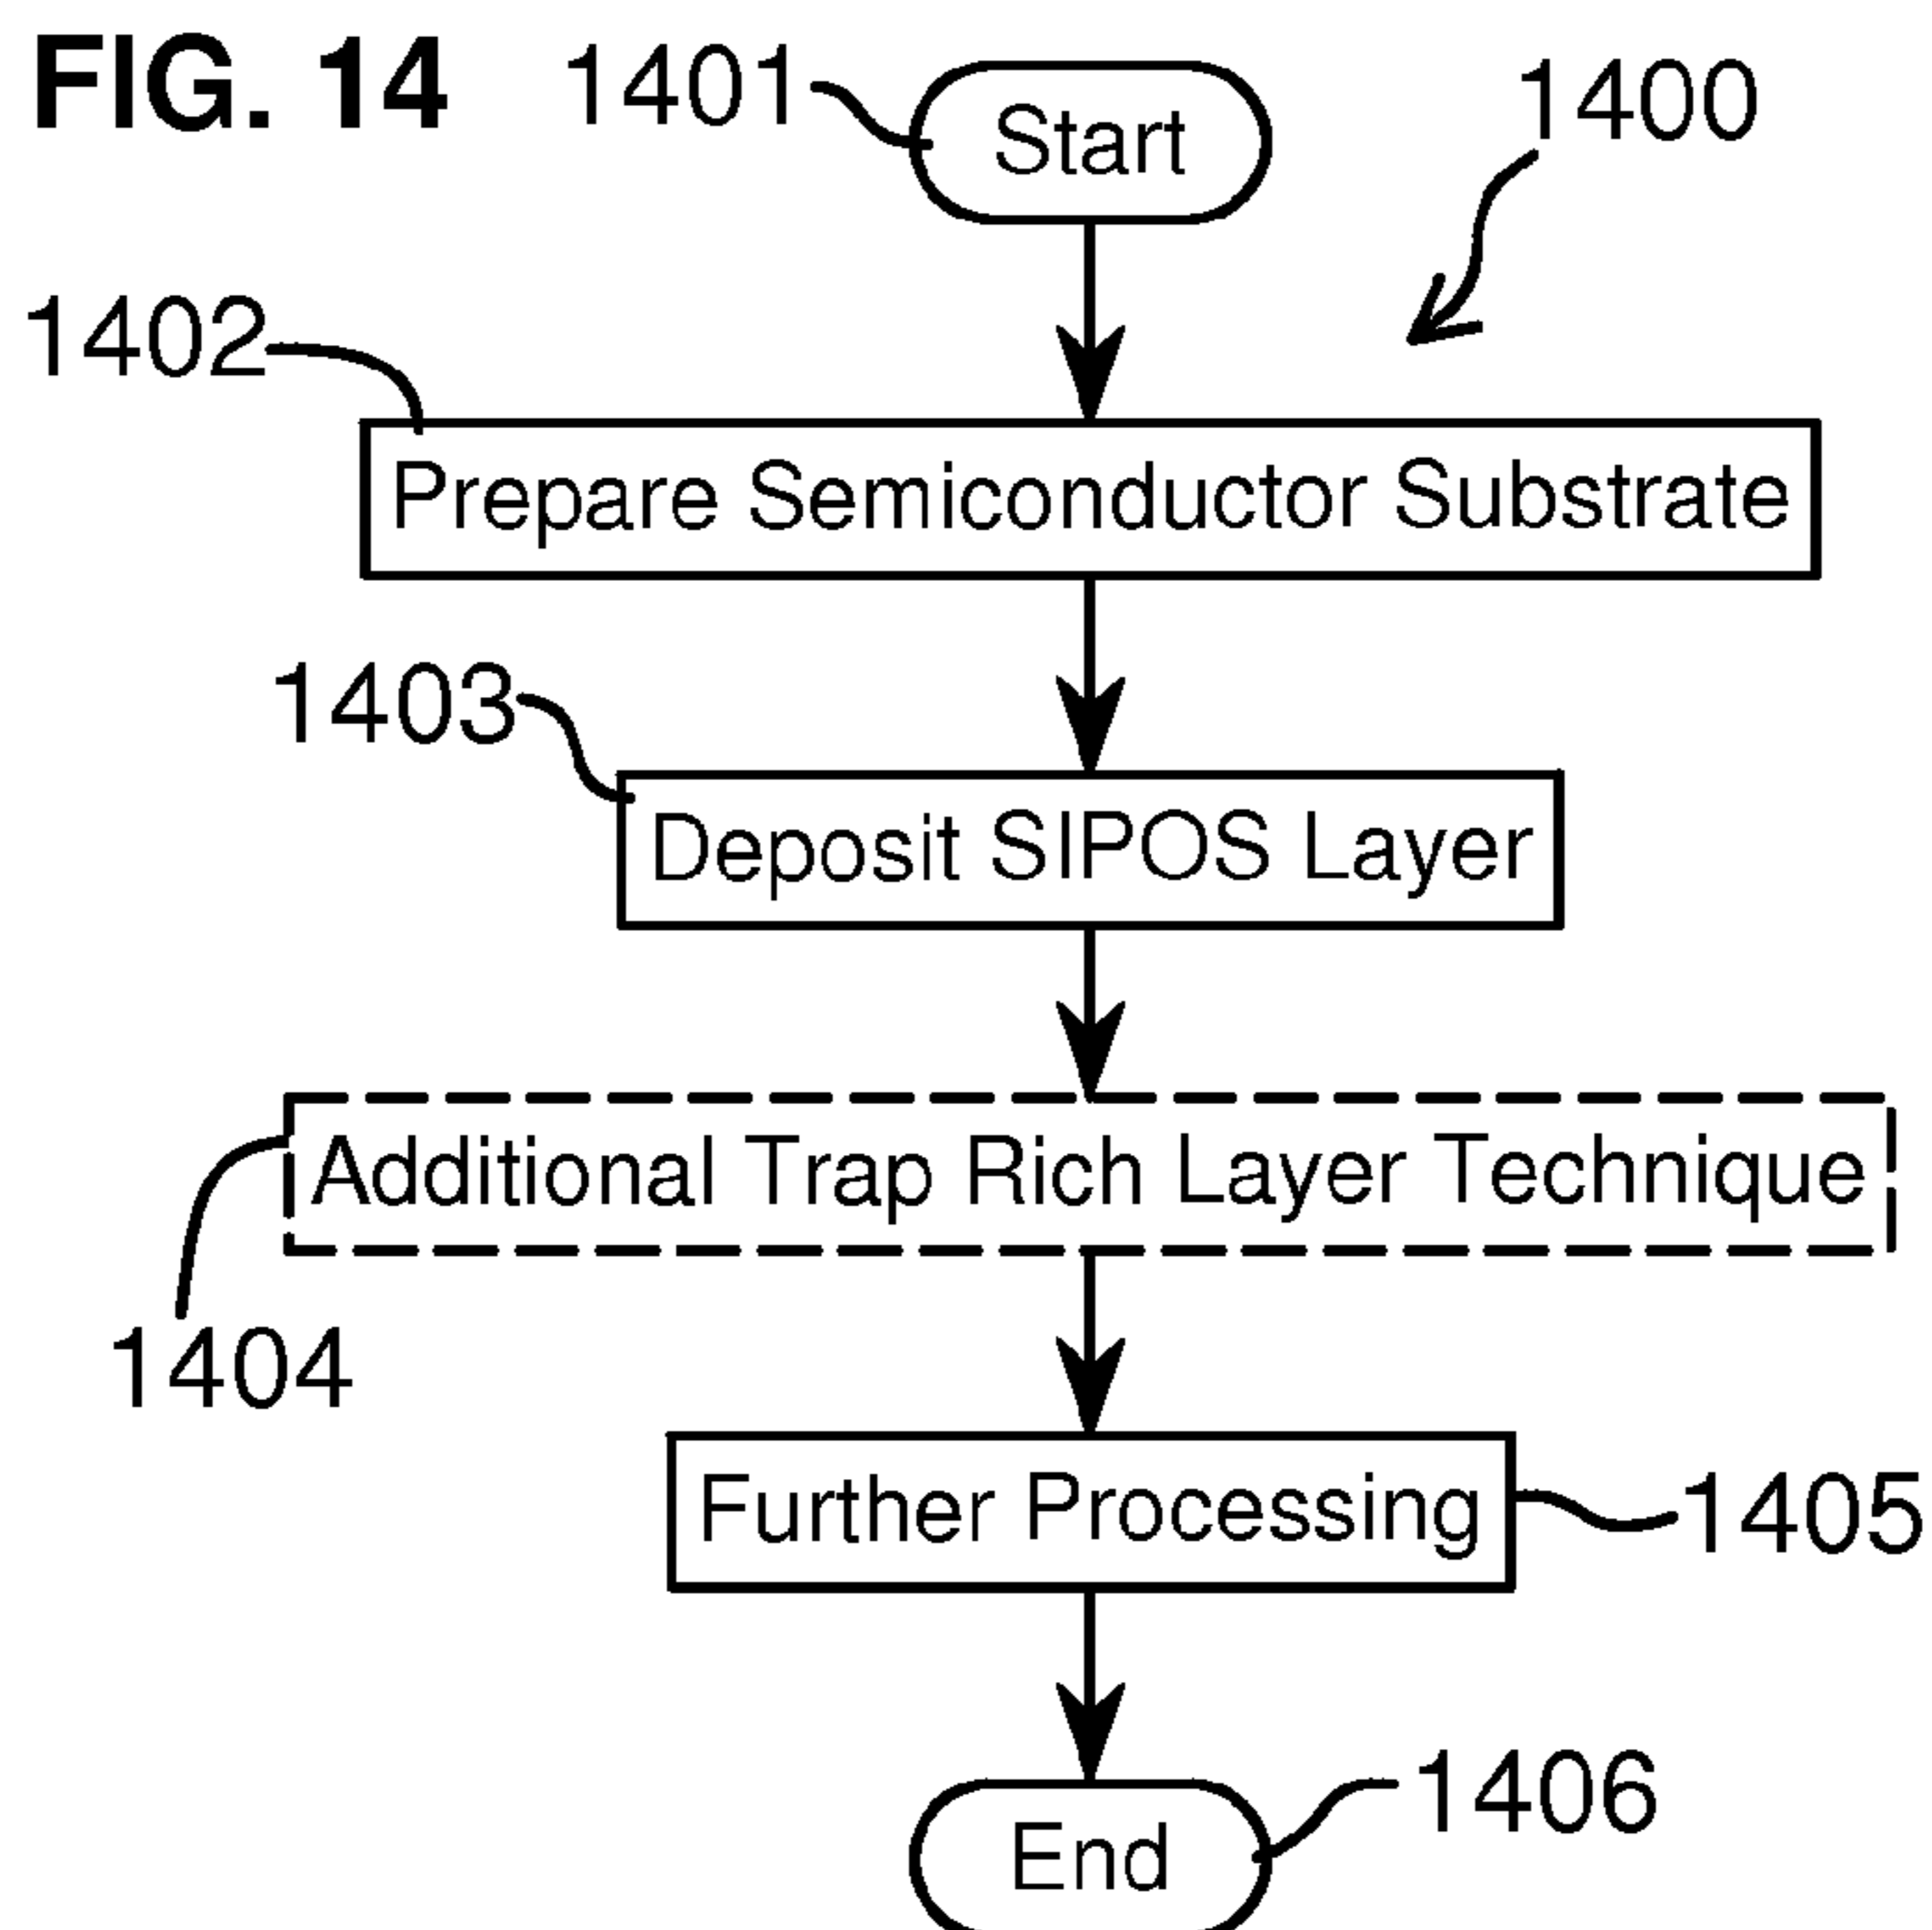 FIG. 14
1401
Start
1400
1402
Prepare Semiconductor Substrate
1403
Deposit SIPOS Layer
Additional Trap Rich Layer Technique
1404
Further Processing
1405
1406
End